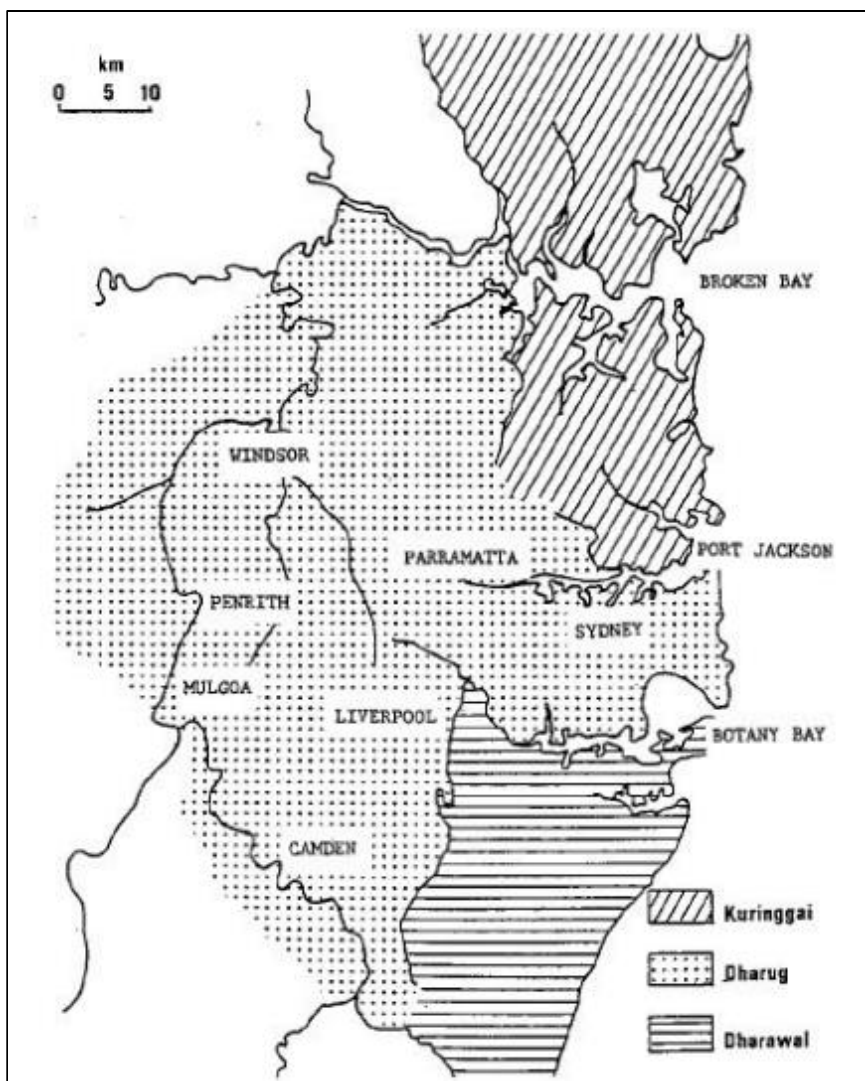 km
0 5 10
BROKEN BAY
WINDSOR
PARRAMATTA
PORT JACKSON
PENRITH
SYDNEY
MULGOA
LIVERPOOL
BOTANY BAY
CAMDEN
Kuringgai
Dharug
Dharawal